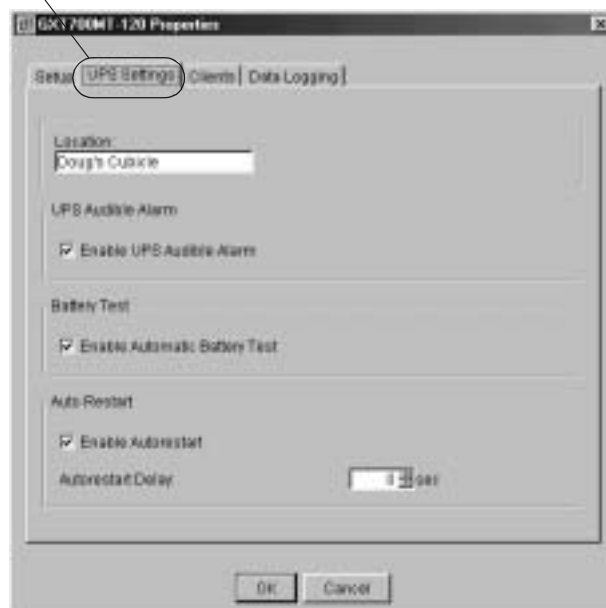 GXT700MT-120 Properties
Setup UPS Settings Clients Data Logging
Location:
Doug's Cubicle
UPS Audible Alarm
Enable UPS Audible Alarm
Battery Test
Enable Automatic Battery Test
Auto Restart
Enable Autorestart
Autorestart Delay sec
OK Cancel